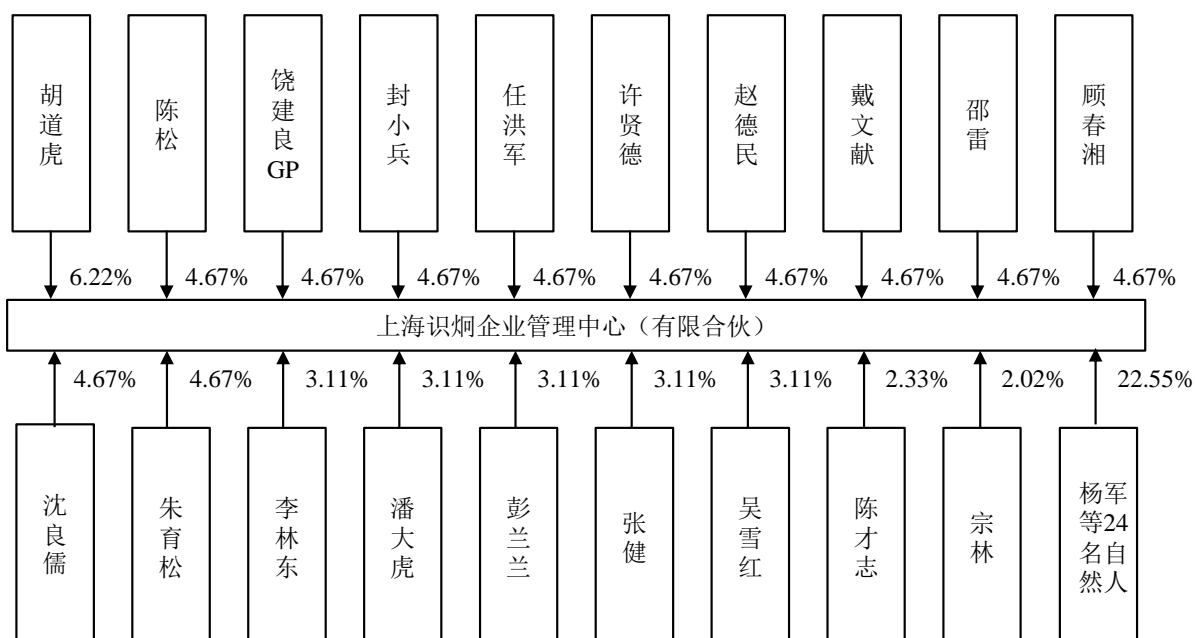 胡道虎
陈松
饶建良GP
封小兵
任洪军
许贤德
赵德民
戴文献
邵雷
顾春湘
6.22%
4.67%
4.67%
4.67%
4.67%
4.67%
4.67%
4.67%
4.67%
4.67%
上海识炯企业管理中心（有限合伙）
4.67%
4.67%
3.11%
3.11%
3.11%
3.11%
3.11%
2.33%
2.02%
22.55%
沈良儒
朱育松
李林东
潘大虎
彭兰兰
张健
吴雪红
陈才志
宗林
杨军
等24
名自
然人